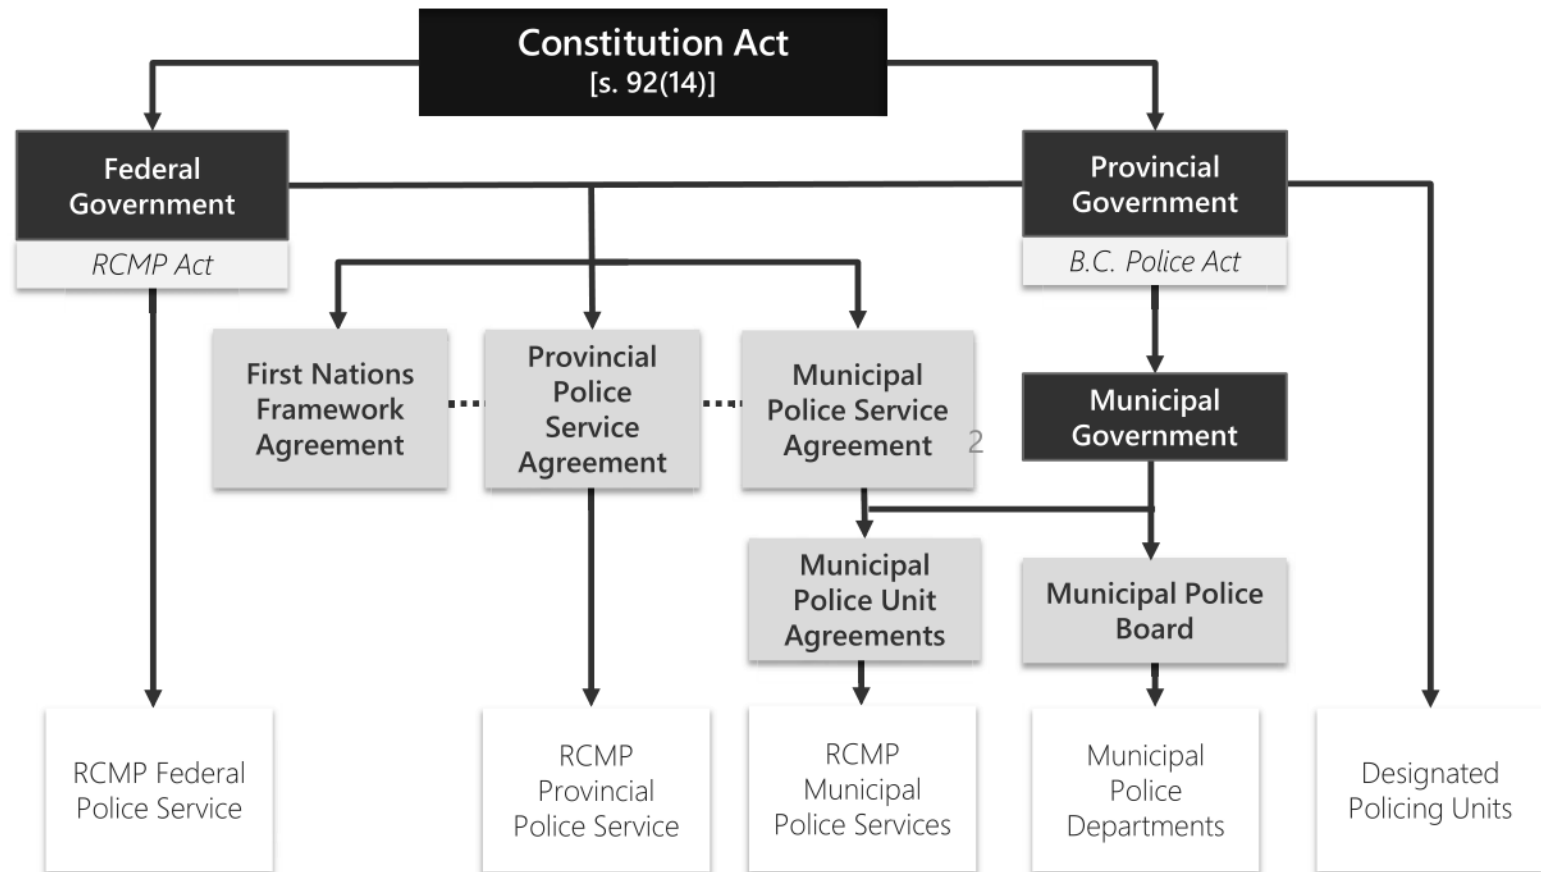 Constitution Act
[s. 92(14)]
Federal
Government
RCMP Act
Provincial
Government
B.C. Police Act
First Nations
Framework
Agreement
Provincial
Police
Service
Agreement
Municipal
Police Service
Agreement
2
Municipal
Government
Municipal
Police Unit
Agreements
Municipal Police
Board
RCMP Federal
Police Service
RCMP
Provincial
Police Service
RCMP
Municipal
Police Services
Municipal
Police
Departments
Designated
Policing Units